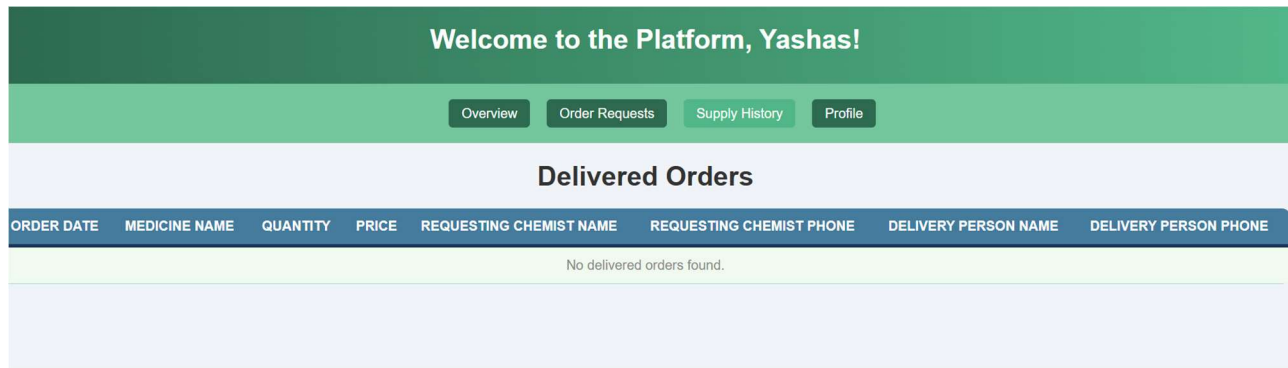 Welcome to the Platform, Yashas!
Overview Order Requests Supply History Profile
Delivered Orders
ORDER DATE MEDICINE NAME QUANTITY PRICE REQUESTING CHEMIST NAME REQUESTING CHEMIST PHONE DELIVERY PERSON NAME DELIVERY PERSON PHONE
No delivered orders found.